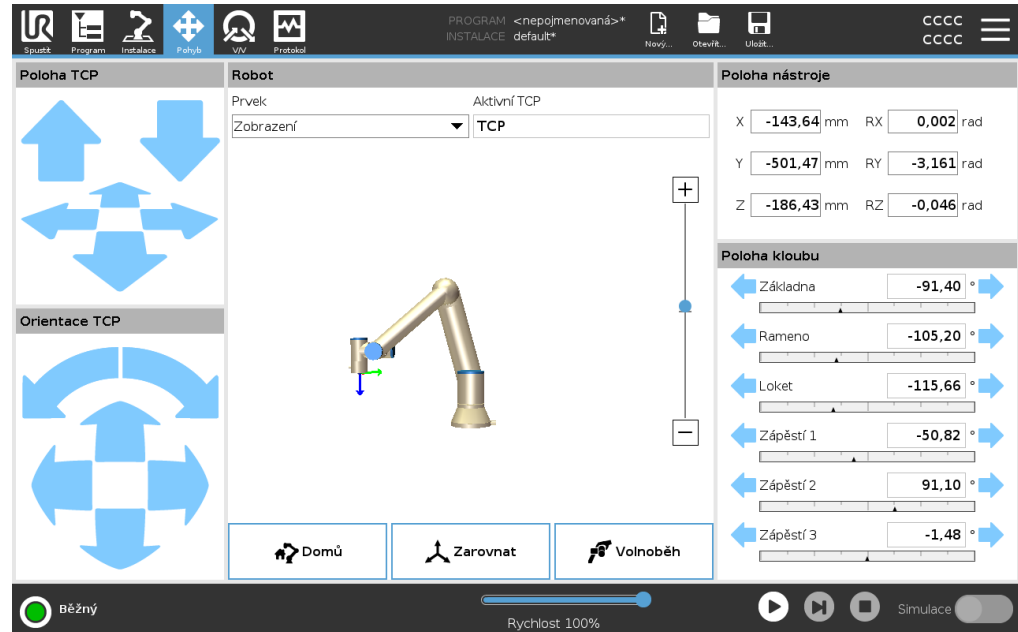 UR
Spustit Program Instalace Pohyb V/V Protokol
PROGRAM <nepojmenovaná>*
INSTALACE default*
Nový... Otevřít... Uložit...
CCCC
CCCC
Poloha TCP
Robot
Prvek Aktivní TCP
Zobrazení TCP
Poloha nástroje
X -143,64 mm RX 0,002 rad
Y -501,47 mm RY -3,161 rad
Z -186,43 mm RZ -0,046 rad
Poloha kloubu
Základna -91,40 °
Rameno -105,20 °
Loket -115,66 °
Zápěstí 1 -50,82 °
Zápěstí 2 91,10 °
Zápěstí 3 -1,48 °
Orientace TCP
Domů Zarovnat Volnoběh
Běžný
Rychlost 100%
Simulace